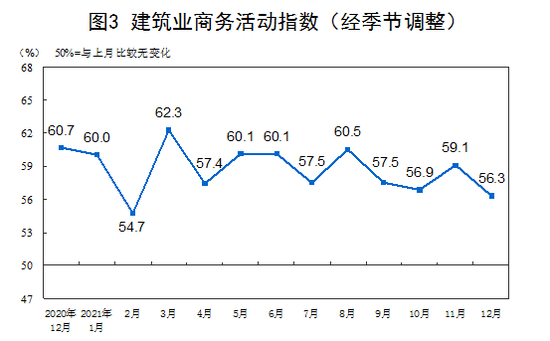 图3 建筑业商务活动指数（经季节调整）
（%） 50%=与上月比较无变化
68
65
62
59
56
53
50
47
60.7
60.0
54.7
62.3
57.4
60.1
60.1
57.5
60.5
57.5
56.9
59.1
56.3
2020年
12月
2021年
1月
2月
3月
4月
5月
6月
7月
8月
9月
10月
11月
12月